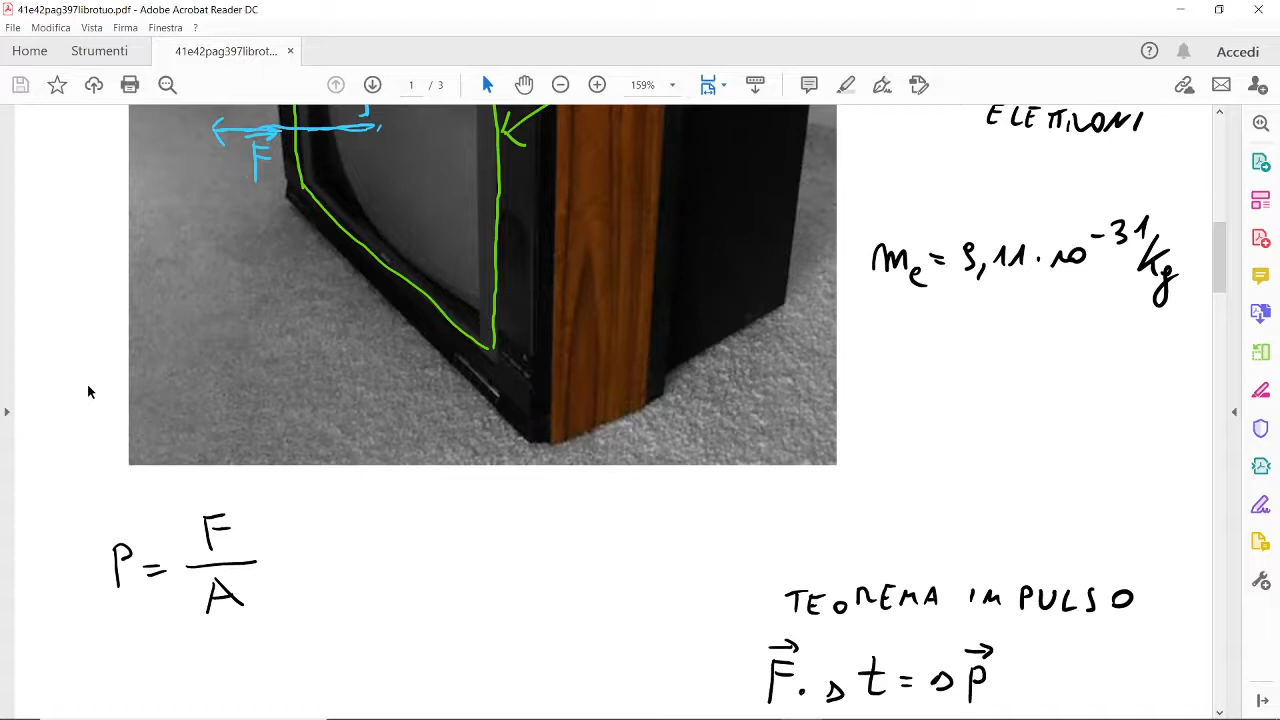 41e42pag397librotuo.pdf - Adobe Acrobat Reader DC
File Modifica Vista Firma Finestra ?
Home Strumenti 41e42pag397librot... × Accedi
1 / 3 159%
ELETTRONI
F
me = 9,11·10^-31 Kg
P = F/A
TEOREMA IMPULSO
F⃗. Δt = Δp⃗